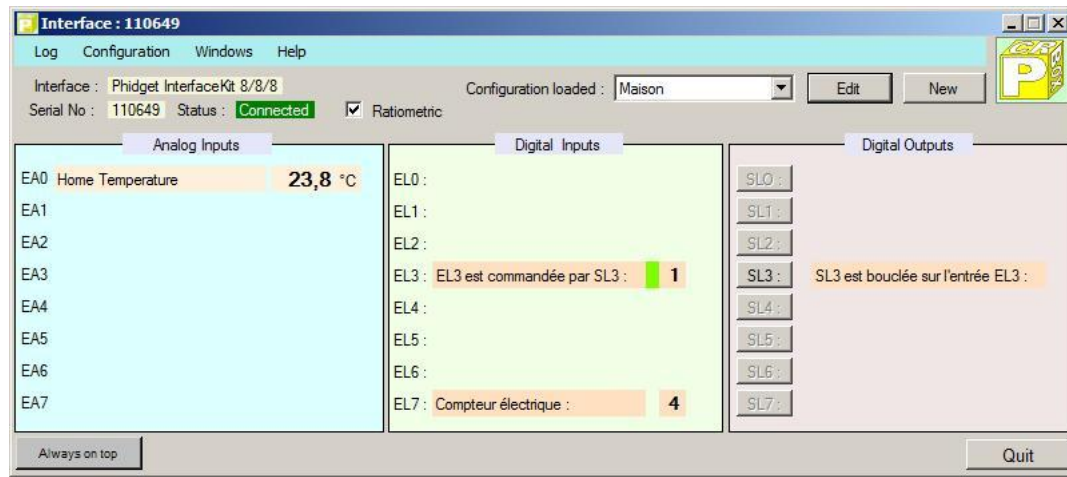 Interface : 110649
Log Configuration Windows Help
Interface : Phidget InterfaceKit 8/8/8 Configuration loaded : Maison Edit New
Serial No : 110649 Status : Connected Ratiometric
Analog Inputs Digital Inputs Digital Outputs
EA0 Home Temperature 23,8 °C EL0 : SL0 :
EA1 EL1 : SL1 :
EA2 EL2 : SL2 :
EA3 EL3 : EL3 est commandée par SL3 : 1 SL3 : SL3 est bouclée sur l'entrée EL3 :
EA4 EL4 : SL4 :
EA5 EL5 : SL5 :
EA6 EL6 : SL6 :
EA7 EL7 : Compteur électrique : 4 SL7 :
Always on top Quit